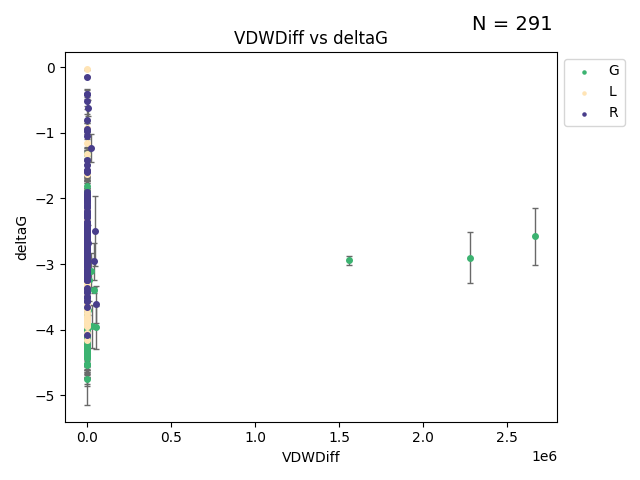 N = 291
VDWDiff vs deltaG
G
L
R
deltaG
0
−1
−2
−3
−4
−5
0.0 0.5 1.0 1.5 2.0 2.5
1e6
VDWDiff